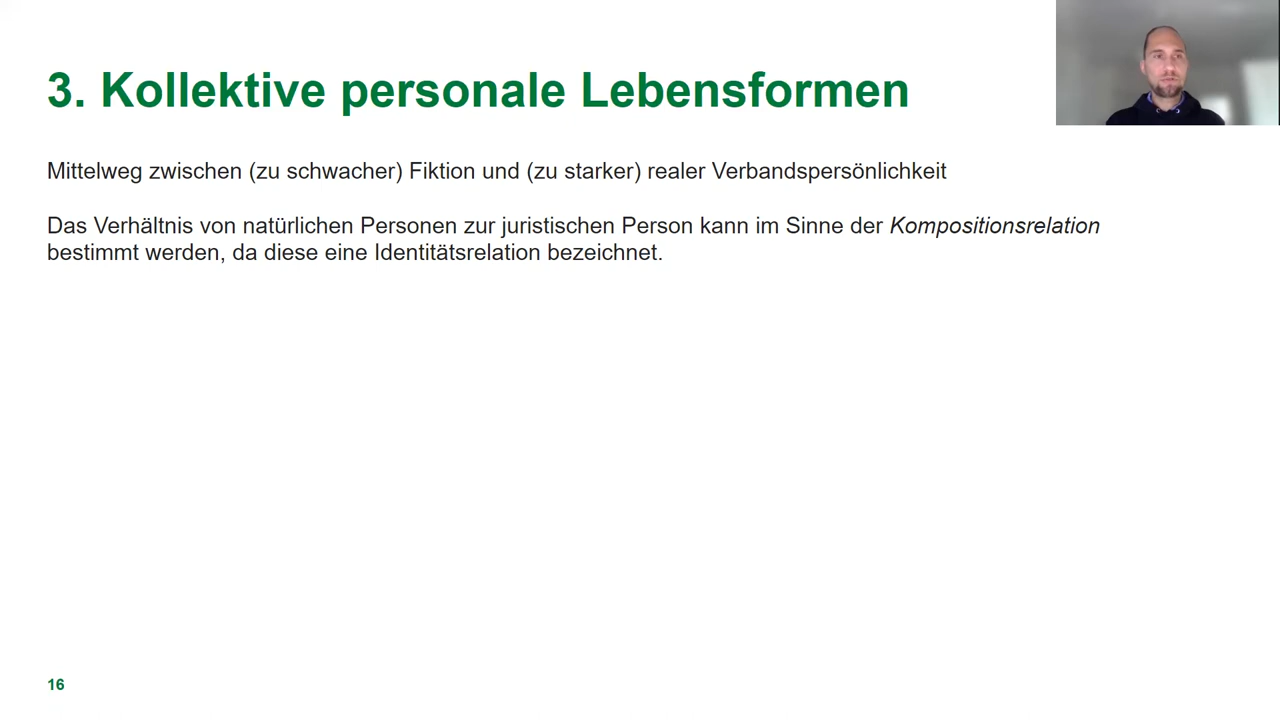 3. Kollektive personale Lebensformen
Mittelweg zwischen (zu schwacher) Fiktion und (zu starker) realer Verbandspersönlichkeit
Das Verhältnis von natürlichen Personen zur juristischen Person kann im Sinne der Kompositionsrelation
bestimmt werden, da diese eine Identitätsrelation bezeichnet.
16